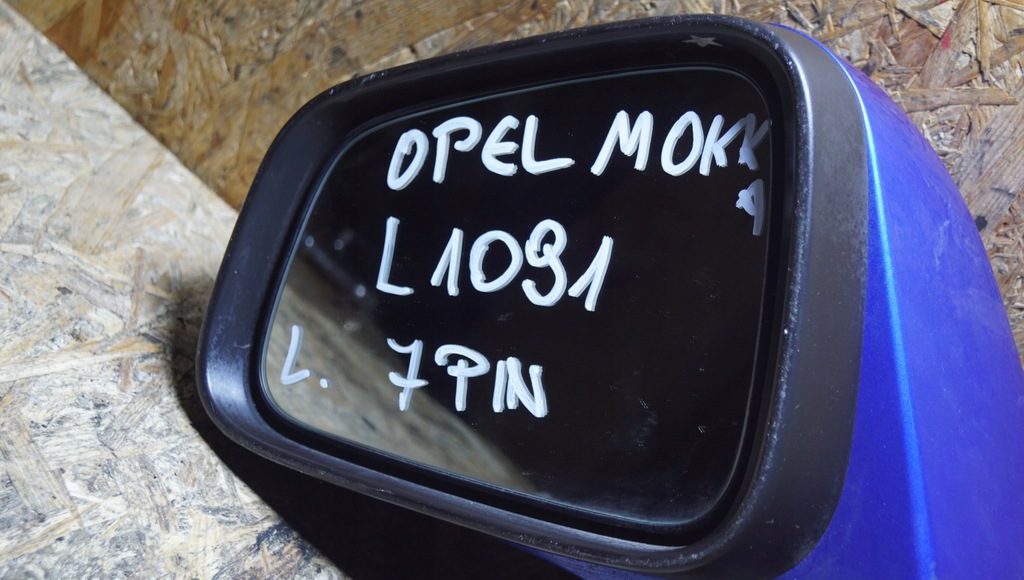 OPEL MOKK
A
L1091
L. 7PIN